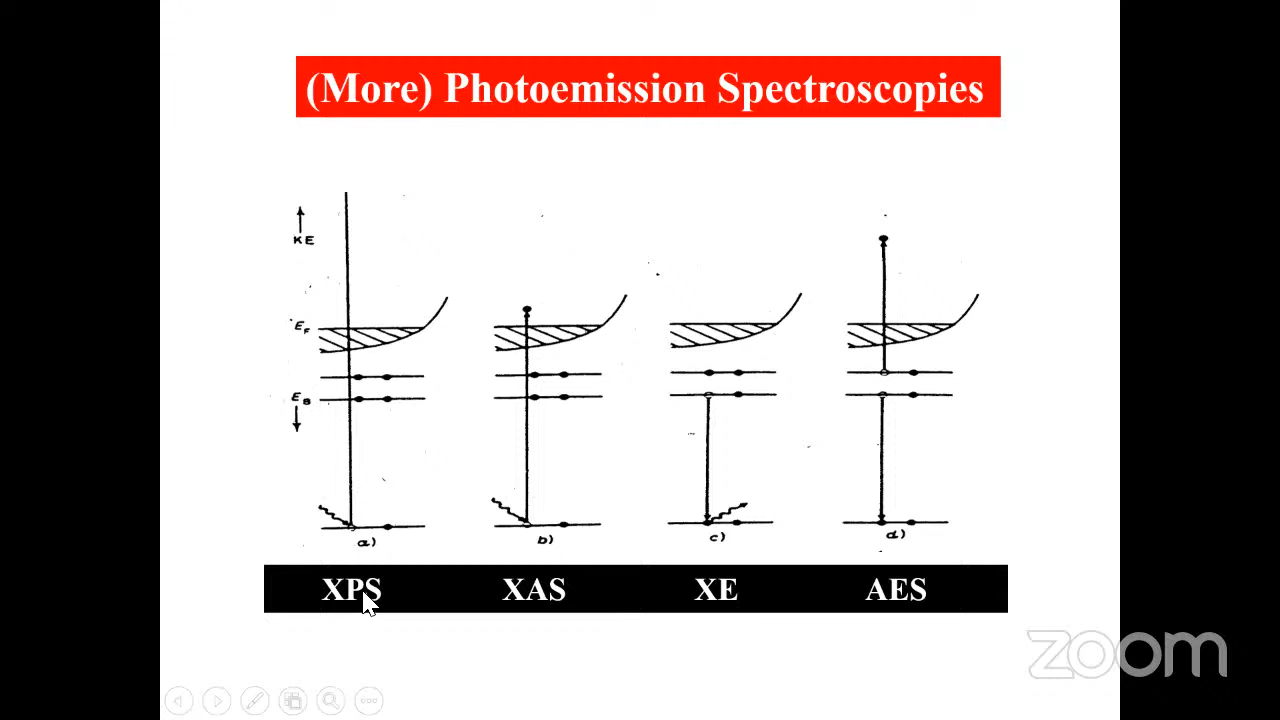 (More) Photoemission Spectroscopies
KE
EF
EB
a)
b)
c)
d)
XPS XAS XE AES
zoom